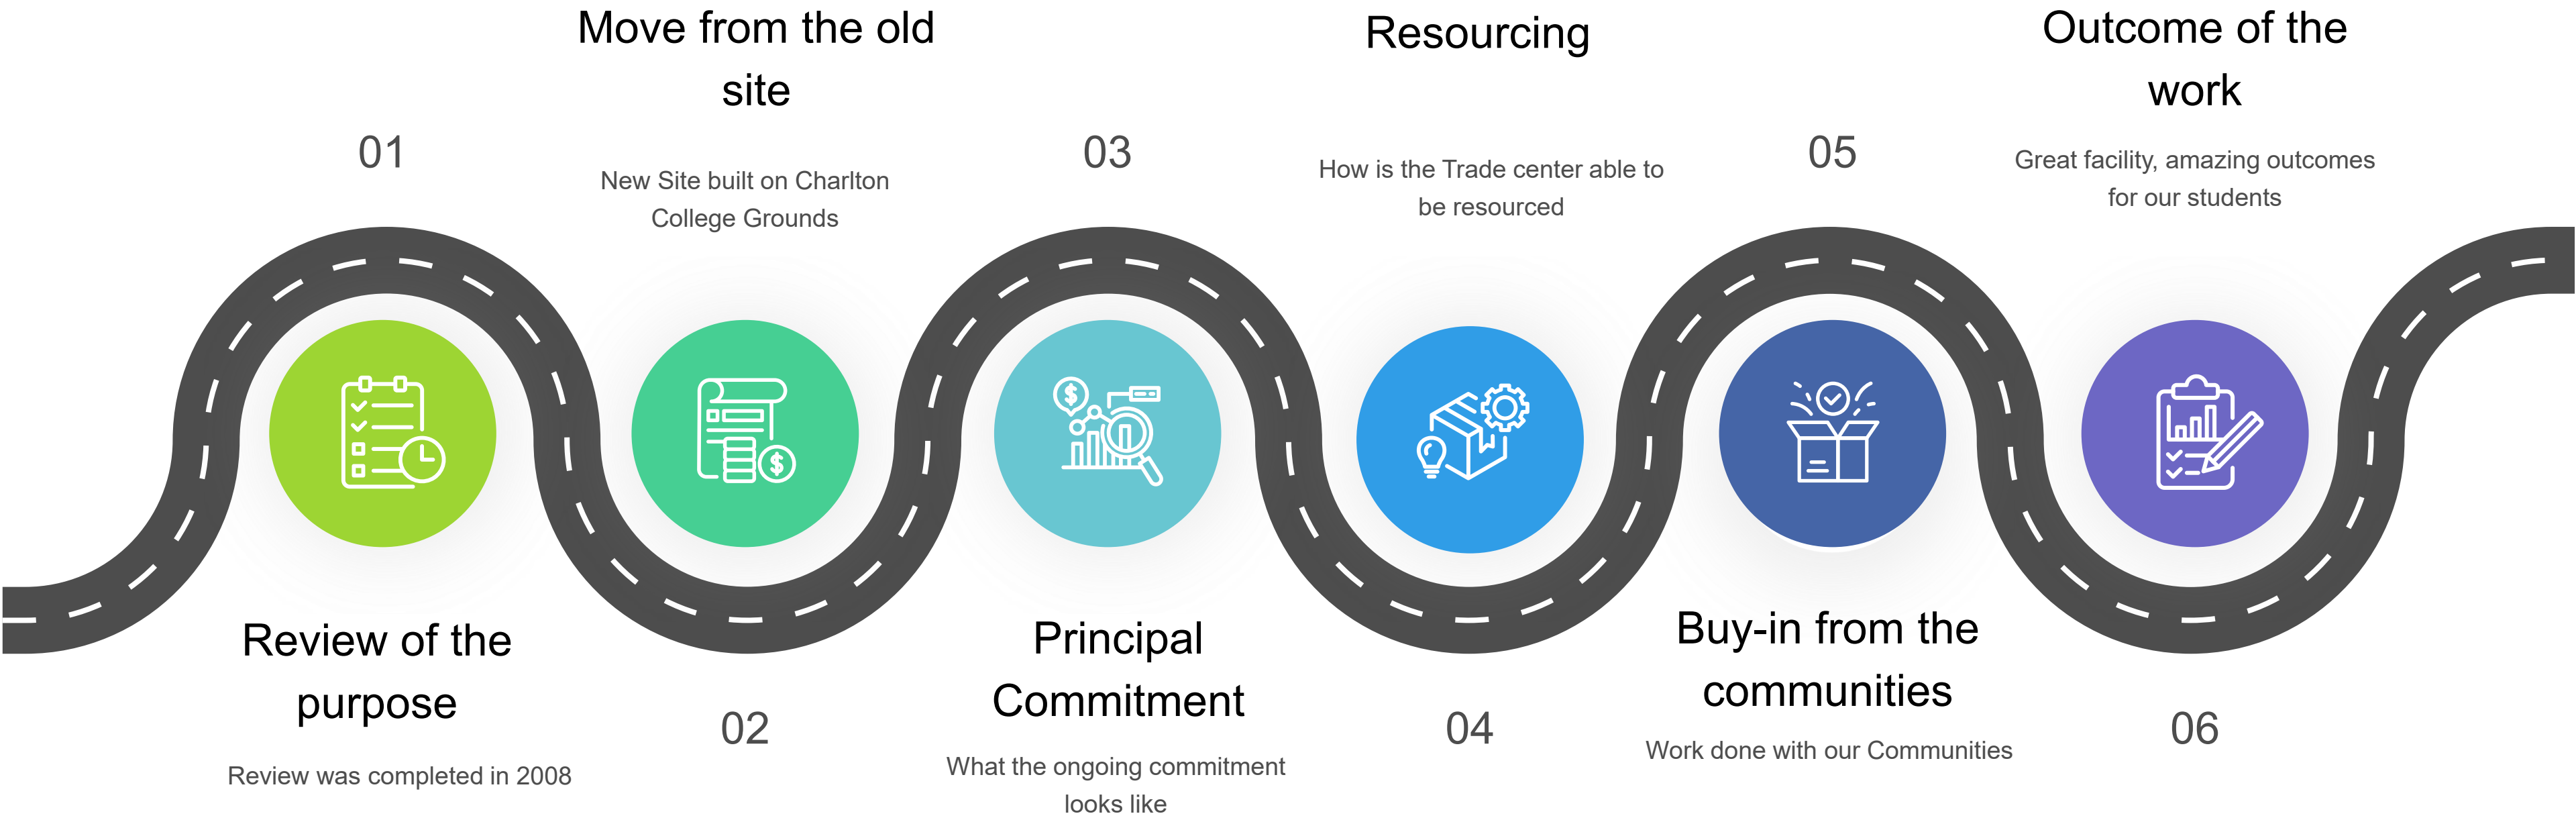 01
Review of the
purpose
Review was completed in 2008
Move from the old
site
New Site built on Charlton
College Grounds
02
03
Principal
Commitment
What the ongoing commitment
looks like
Resourcing
How is the Trade center able to
be resourced
04
05
Buy-in from the
communities
Work done with our Communities
Outcome of the
work
Great facility, amazing outcomes
for our students
06